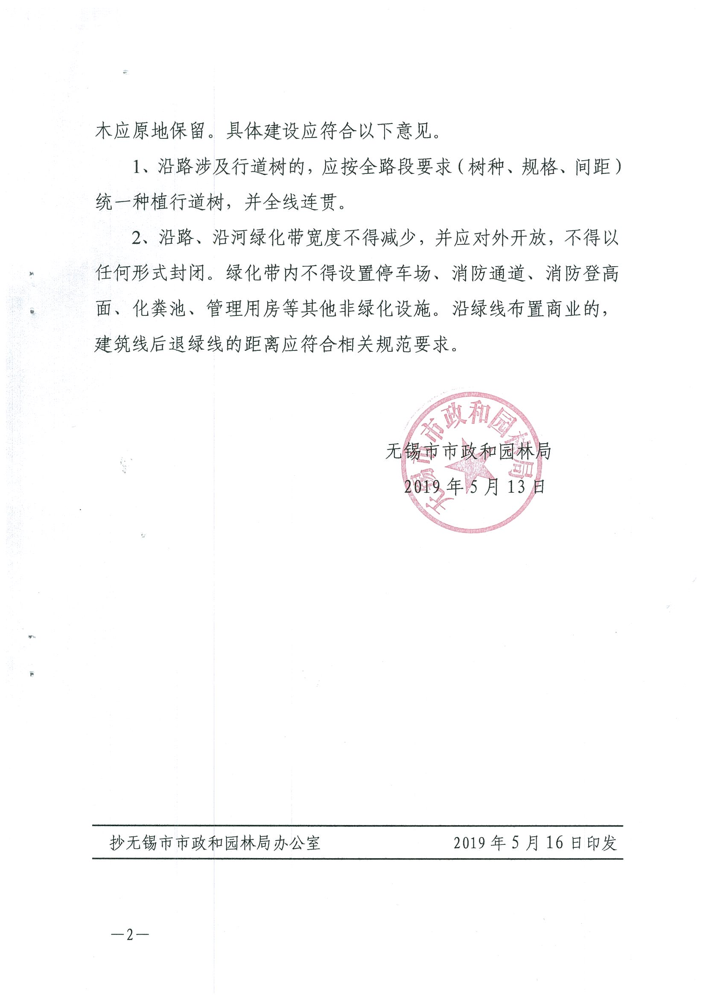 木应原地保留。具体建设应符合以下意见。
1、沿路涉及行道树的，应按全路段要求（树种、规格、间距）
统一种植行道树，并全线连贯。
2、沿路、沿河绿化带宽度不得减少，并应对外开放，不得以
任何形式封闭。绿化带内不得设置停车场、消防通道、消防登高
面、化粪池、管理用房等其他非绿化设施。沿绿线布置商业的，
建筑线后退绿线的距离应符合相关规范要求。
无锡市市政和园林局
无锡市市政和园林局
2019年5月13日
抄无锡市市政和园林局办公室 2019年5月16日印发
—2—